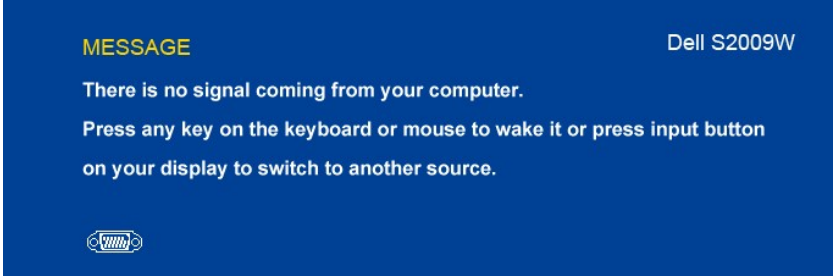 MESSAGE
Dell S2009W
There is no signal coming from your computer.
Press any key on the keyboard or mouse to wake it or press input button
on your display to switch to another source.